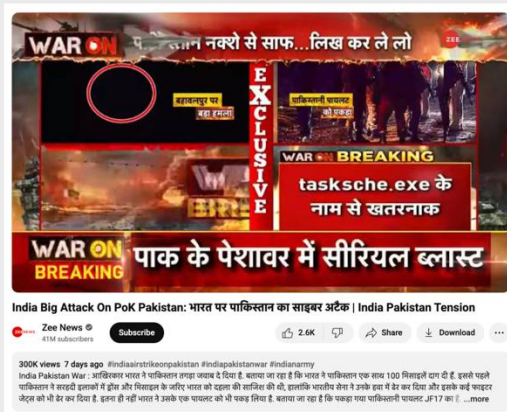 WAR ON
नक्शे से साफ...लिख कर ले लो
ZEE
बहावलपुर पर
बड़ा हमला
EXCLUSIVE
पाकिस्तानी पायलट
को पकड़ा
WAR ON BREAKING
tasksche.exe के
नाम से खतरनाक
WAR ON
BREAKING
पाक के पेशावर में सीरियल ब्लास्ट
India Big Attack On PoK Pakistan: भारत पर पाकिस्तान का साइबर अटैक | India Pakistan Tension
Zee News
41M subscribers
Subscribe
2.6K
Share
Download
300K views 7 days ago #indiaairstrikeonpakistan #indiapakistanwar #indianarmy
India Pakistan War : आखिरकार भारत ने पाकिस्तान तगड़ा जवाब दे दिया है. बताया जा रहा है कि भारत ने पाकिस्तान एक साथ 100 मिसाइलें दाग दी हैं. इससे पहले
पाकिस्तान ने सरहदी इलाकों में ड्रोंस और मिसाइल के जरिए भारत को दहला की साजिश की थी, हालांकि भारतीय सेना ने उनके हवा में ढेर कर दिया और इसके कई फाइटर
जेट्स को भी ढेर कर दिया है. इतना ही नहीं भारत ने उसके एक पायलट को भी पकड़ लिया है. बताया जा रहा है कि पकड़ा गया पाकिस्तानी पायलट JF17 का है. ...more